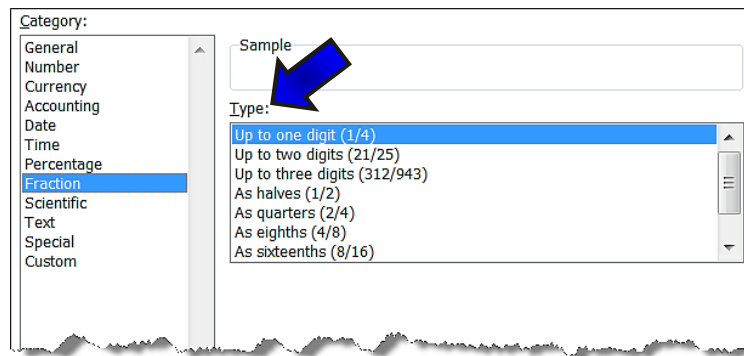 Category:
General
Number
Currency
Accounting
Date
Time
Percentage
Fraction
Scientific
Text
Special
Custom
Sample
Type:
Up to one digit (1/4)
Up to two digits (21/25)
Up to three digits (312/943)
As halves (1/2)
As quarters (2/4)
As eighths (4/8)
As sixteenths (8/16)